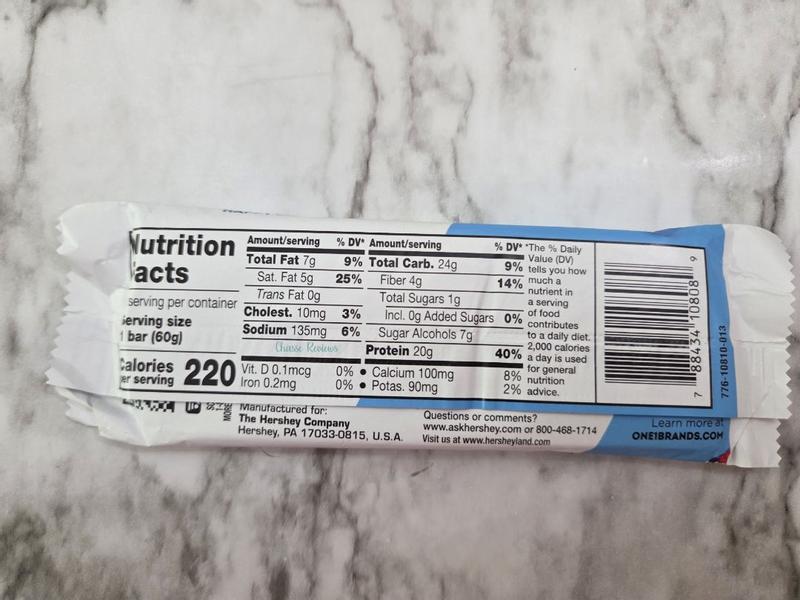 Nutrition
Facts
serving per container
Serving size
1 bar (60g)
Calories
per serving
220
Amount/serving % DV*
Total Fat 7g 9%
Sat. Fat 5g 25%
Trans Fat 0g
Cholest. 10mg 3%
Sodium 135mg 6%
Chasse Reviews
Vit. D 0.1mcg 0% • Calcium 100mg 8%
Iron 0.2mg 0% • Potas. 90mg 2%
Amount/serving % DV*
Total Carb. 24g 9%
Fiber 4g 14%
Total Sugars 1g
Incl. 0g Added Sugars 0%
Sugar Alcohols 7g
Protein 20g 40%
*The % Daily
Value (DV)
tells you how
much a
nutrient in
a serving
of food
contributes
to a daily diet.
2,000 calories
a day is used
for general
nutrition
advice.
7 88434 10808 9
776-10810-013
Manufactured for:
The Hershey Company
Hershey, PA 17033-0815, U.S.A.
Questions or comments?
www.askhershey.com or 800-468-1714
Visit us at www.hersheyland.com
Learn more at
ONE1BRANDS.COM